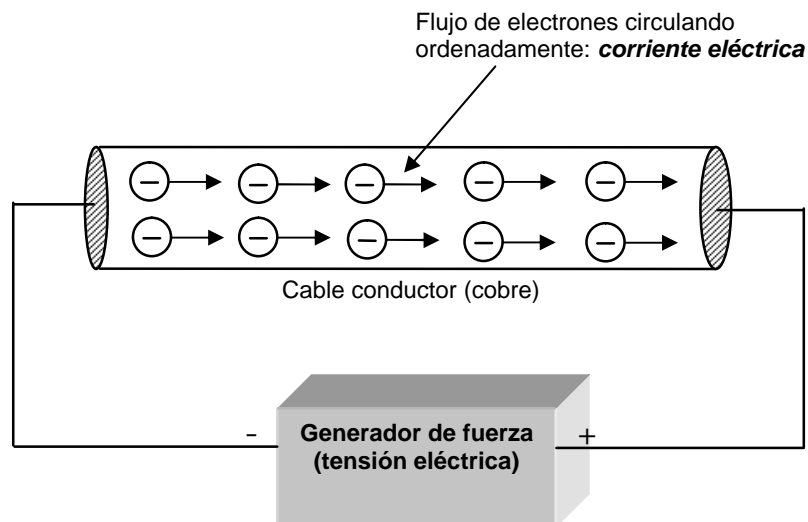 Flujo de electrones circulando
ordenadamente: corriente eléctrica
Cable conductor (cobre)
- Generador de fuerza +
(tensión eléctrica)